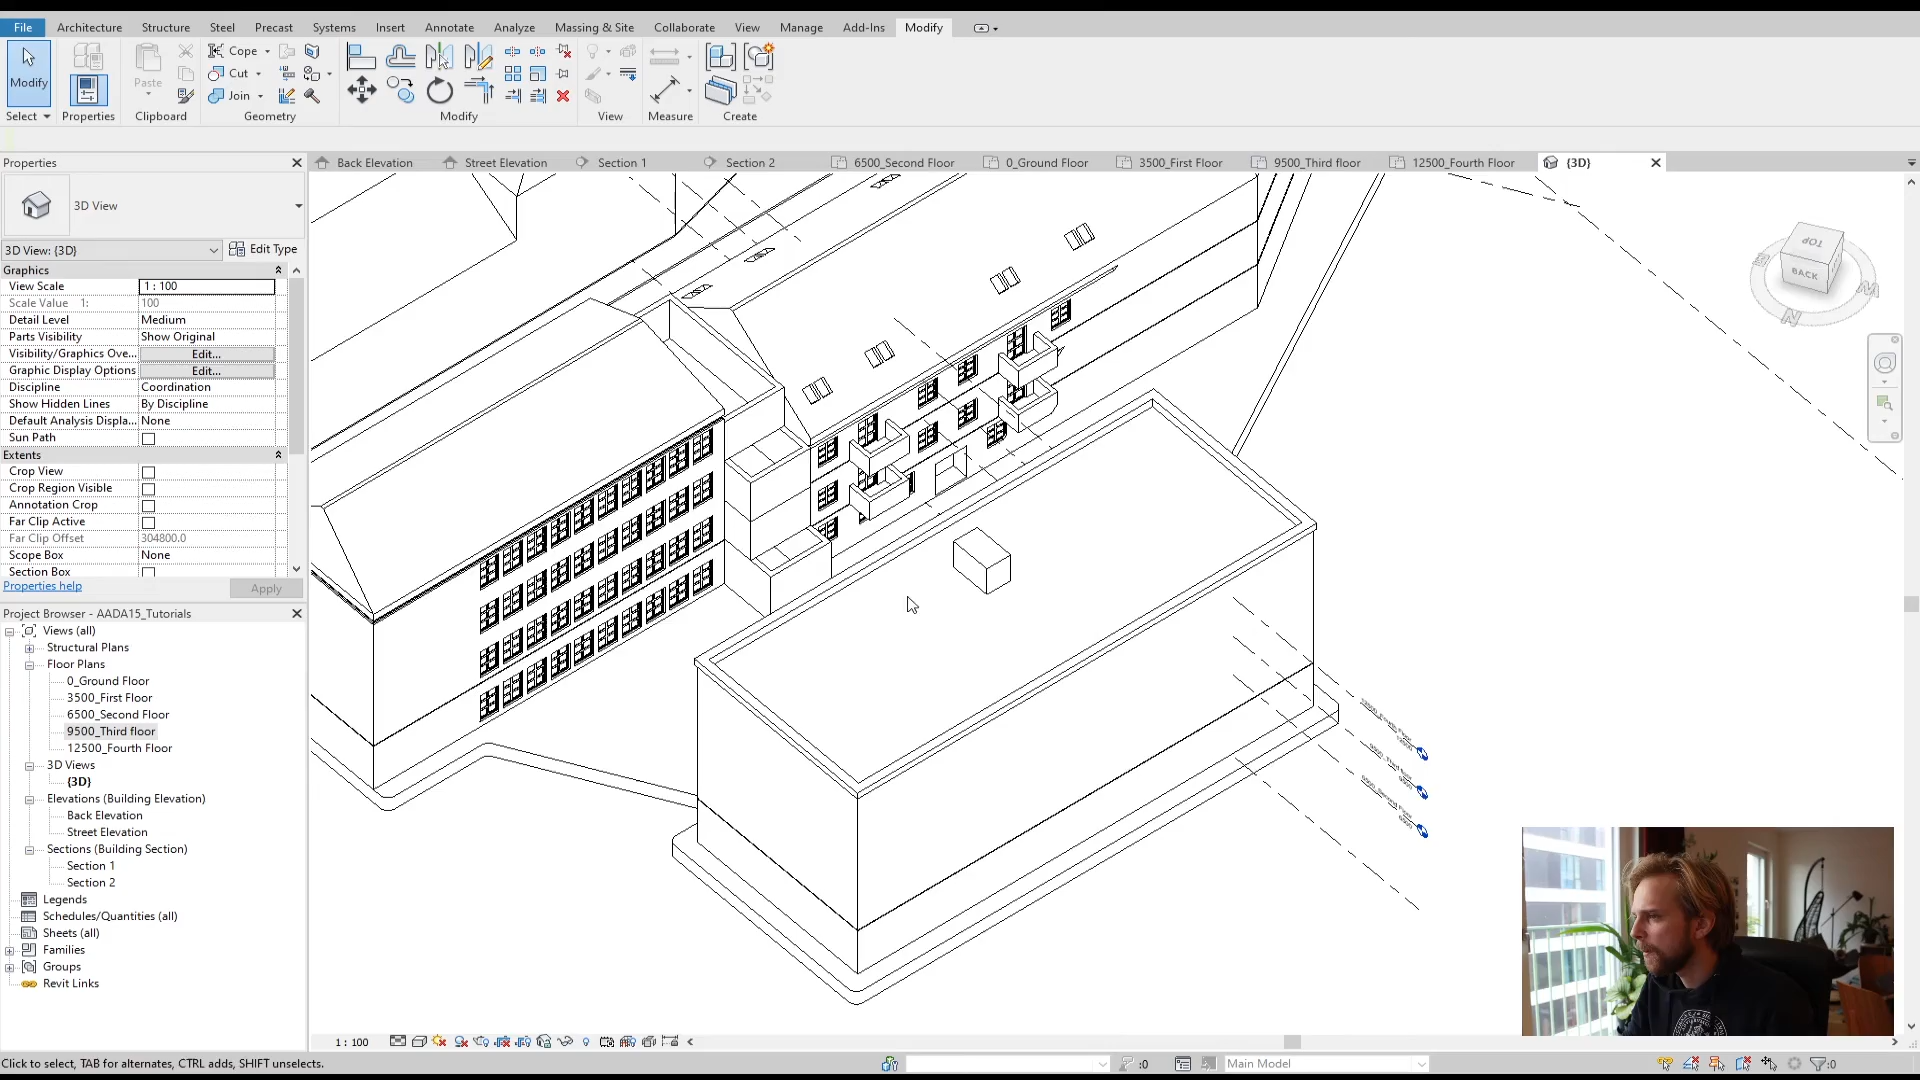 File Architecture Structure Steel Precast Systems Insert Annotate Analyze Massing & Site Collaborate View Manage Add-Ins Modify
Modify
Paste
Cope
Cut
Join
Select Properties Clipboard Geometry Modify View Measure Create
Properties
Back Elevation Street Elevation Section 1 Section 2 6500_Second Floor 0_Ground Floor 3500_First Floor 9500_Third floor 12500_Fourth Floor {3D}
3D View
3D View: {3D} Edit Type
Graphics
View Scale 1 : 100
Scale Value 1: 100
Detail Level Medium
Parts Visibility Show Original
Visibility/Graphics Ove... Edit...
Graphic Display Options Edit...
Discipline Coordination
Show Hidden Lines By Discipline
Default Analysis Displa... None
Sun Path
Extents
Crop View
Crop Region Visible
Annotation Crop
Far Clip Active
Far Clip Offset 304800.0
Scope Box None
Section Box
Properties help Apply
Project Browser - AADA15_Tutorials
Views (all)
Structural Plans
Floor Plans
0_Ground Floor
3500_First Floor
6500_Second Floor
9500_Third floor
12500_Fourth Floor
3D Views
{3D}
Elevations (Building Elevation)
Back Elevation
Street Elevation
Sections (Building Section)
Section 1
Section 2
Legends
Schedules/Quantities (all)
Sheets (all)
Families
Groups
Revit Links
TOP
BACK
N
1 : 100
Click to select, TAB for alternates, CTRL adds, SHIFT unselects.
:0
Main Model
:0